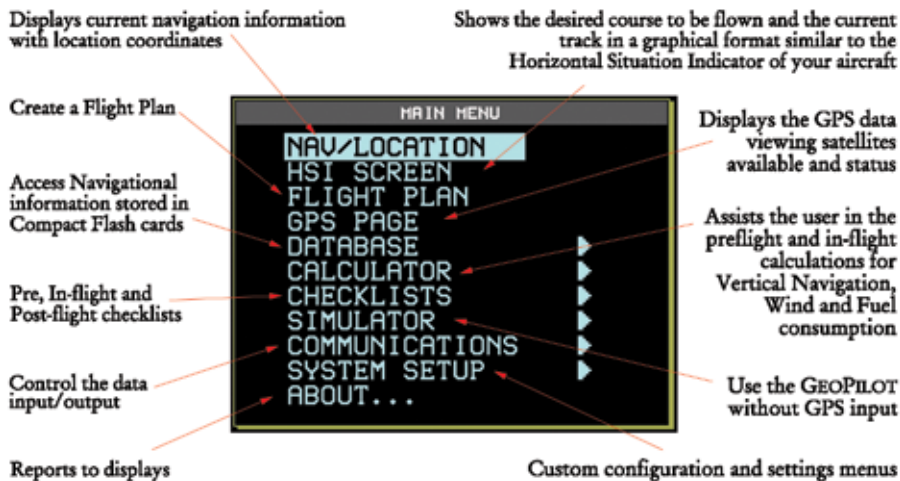 Displays current navigation information
with location coordinates
Shows the desired course to be flown and the current
track in a graphical format similar to the
Horizontal Situation Indicator of your aircraft
Create a Flight Plan
Access Navigational
information stored in
Compact Flash cards
Pre, In-flight and
Post-flight checklists
Control the data
input/output
Reports to displays
MAIN MENU
NAV/LOCATION
HSI SCREEN
FLIGHT PLAN
GPS PAGE
DATABASE
CALCULATOR
CHECKLISTS
SIMULATOR
COMMUNICATIONS
SYSTEM SETUP
ABOUT...
Displays the GPS data
viewing satellites
available and status
Assists the user in the
preflight and in-flight
calculations for
Vertical Navigation,
Wind and Fuel
consumption
Use the GEOPILOT
without GPS input
Custom configuration and settings menus